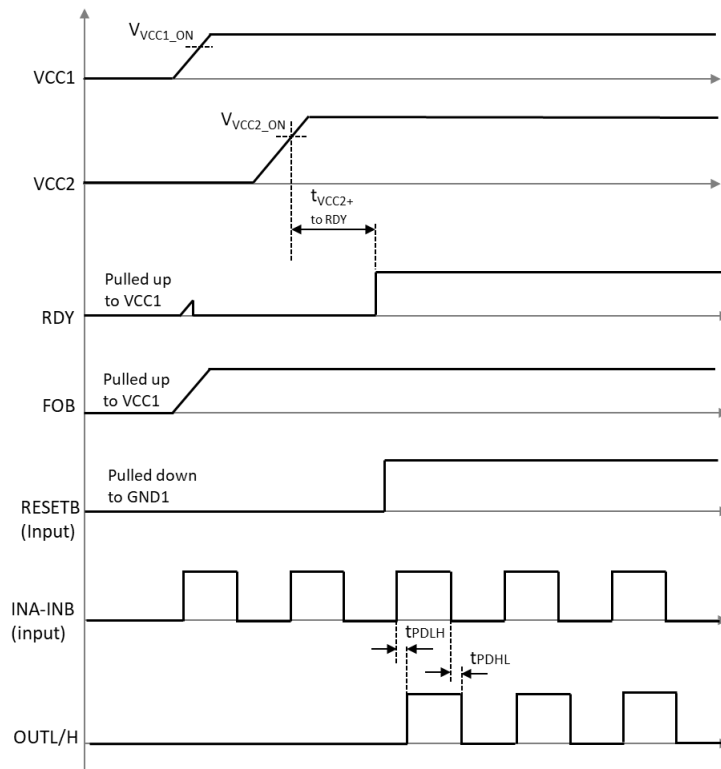 VVCC1_ON
VCC1
VVCC2_ON
VCC2
tVCC2+
to RDY
Pulled up
to VCC1
RDY
Pulled up
to VCC1
FOB
Pulled down
to GND1
RESETB
(Input)
INA-INB
(input)
tPDLH
tPDHL
OUTL/H